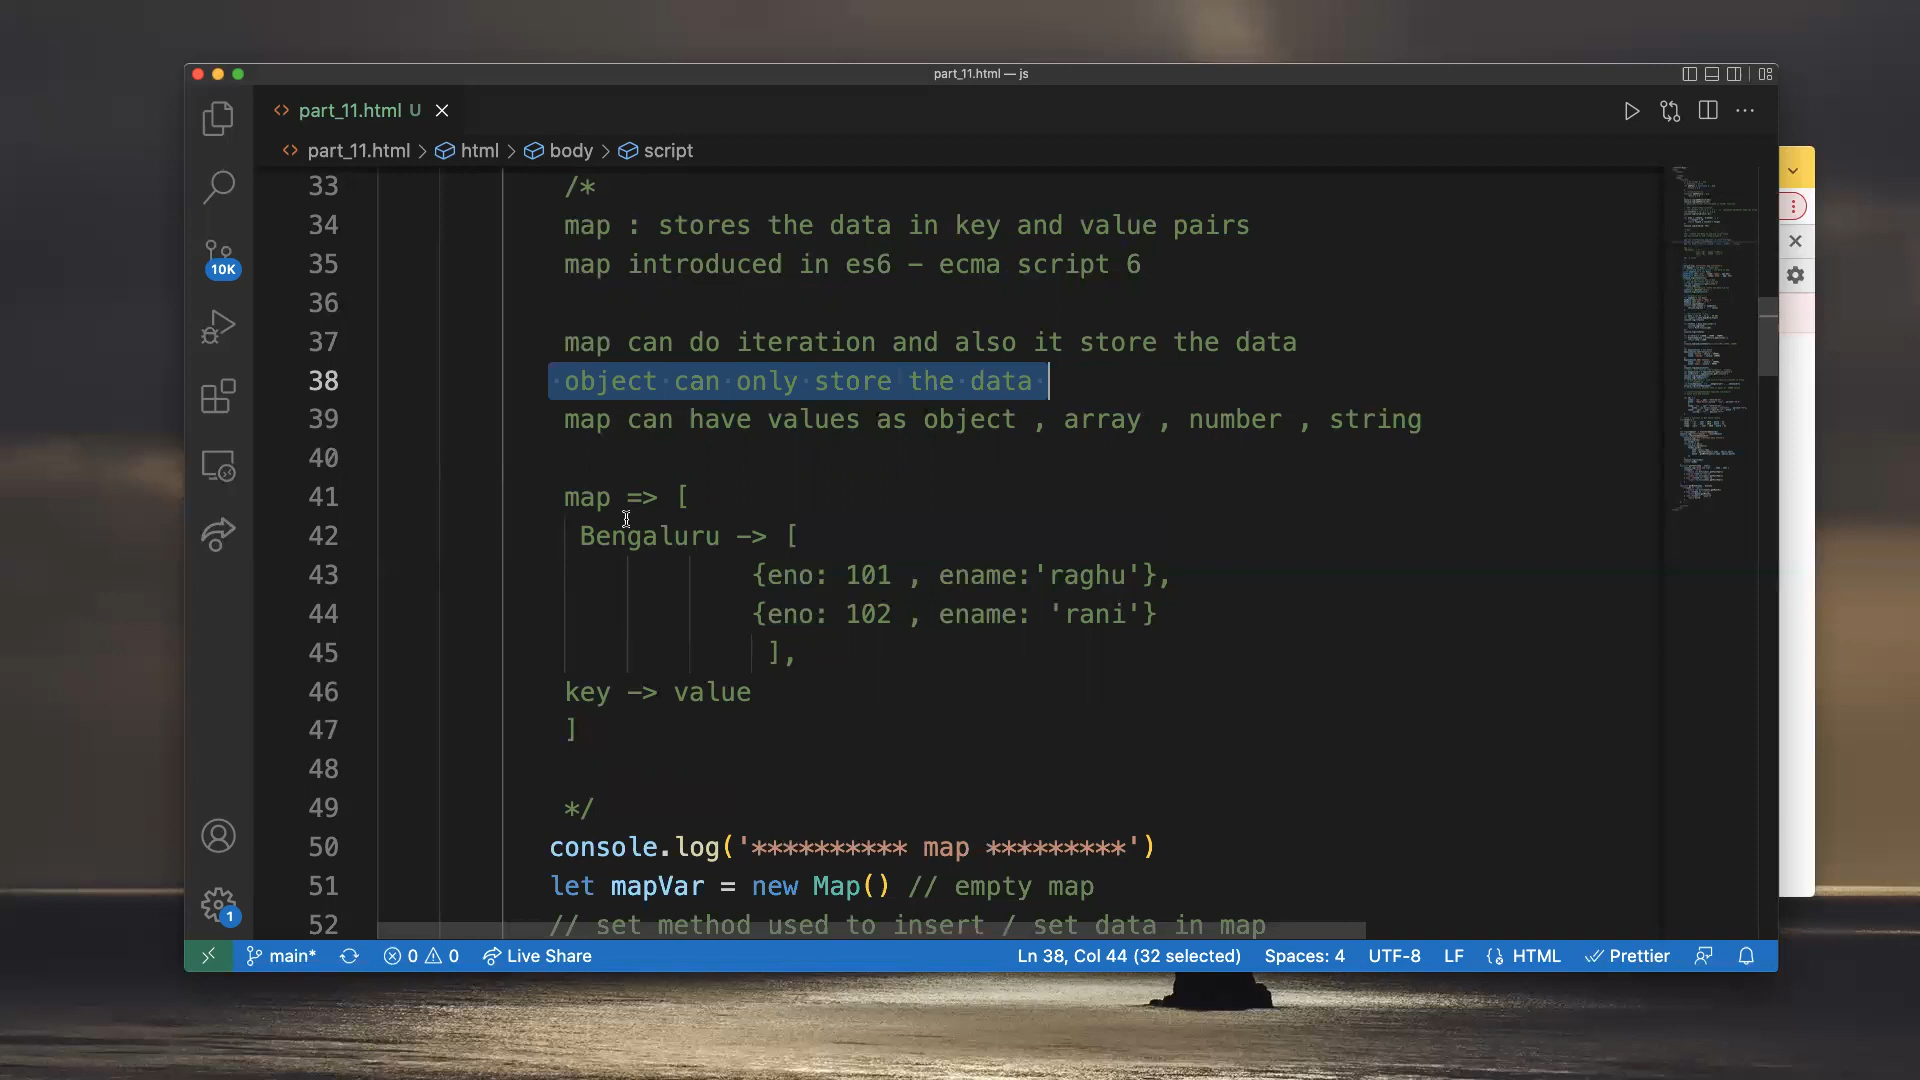 part_11.html — js
part_11.html U
part_11.html > html > body > script
33 /*
34 map : stores the data in key and value pairs
35 map introduced in es6 – ecma script 6
36
37 map can do iteration and also it store the data
38 object can only store the data
39 map can have values as object , array , number , string
40
41 map => [
42 Bengaluru –> [
43 {eno: 101 , ename:'raghu'},
44 {eno: 102 , ename: 'rani'}
45 ],
46 key –> value
47 ]
48
49 */
50 console.log('********** map *********')
51 let mapVar = new Map() // empty map
52 // set method used to insert / set data in map
10K
1
main* 0 0 Live Share Ln 38, Col 44 (32 selected) Spaces: 4 UTF-8 LF {} HTML Prettier